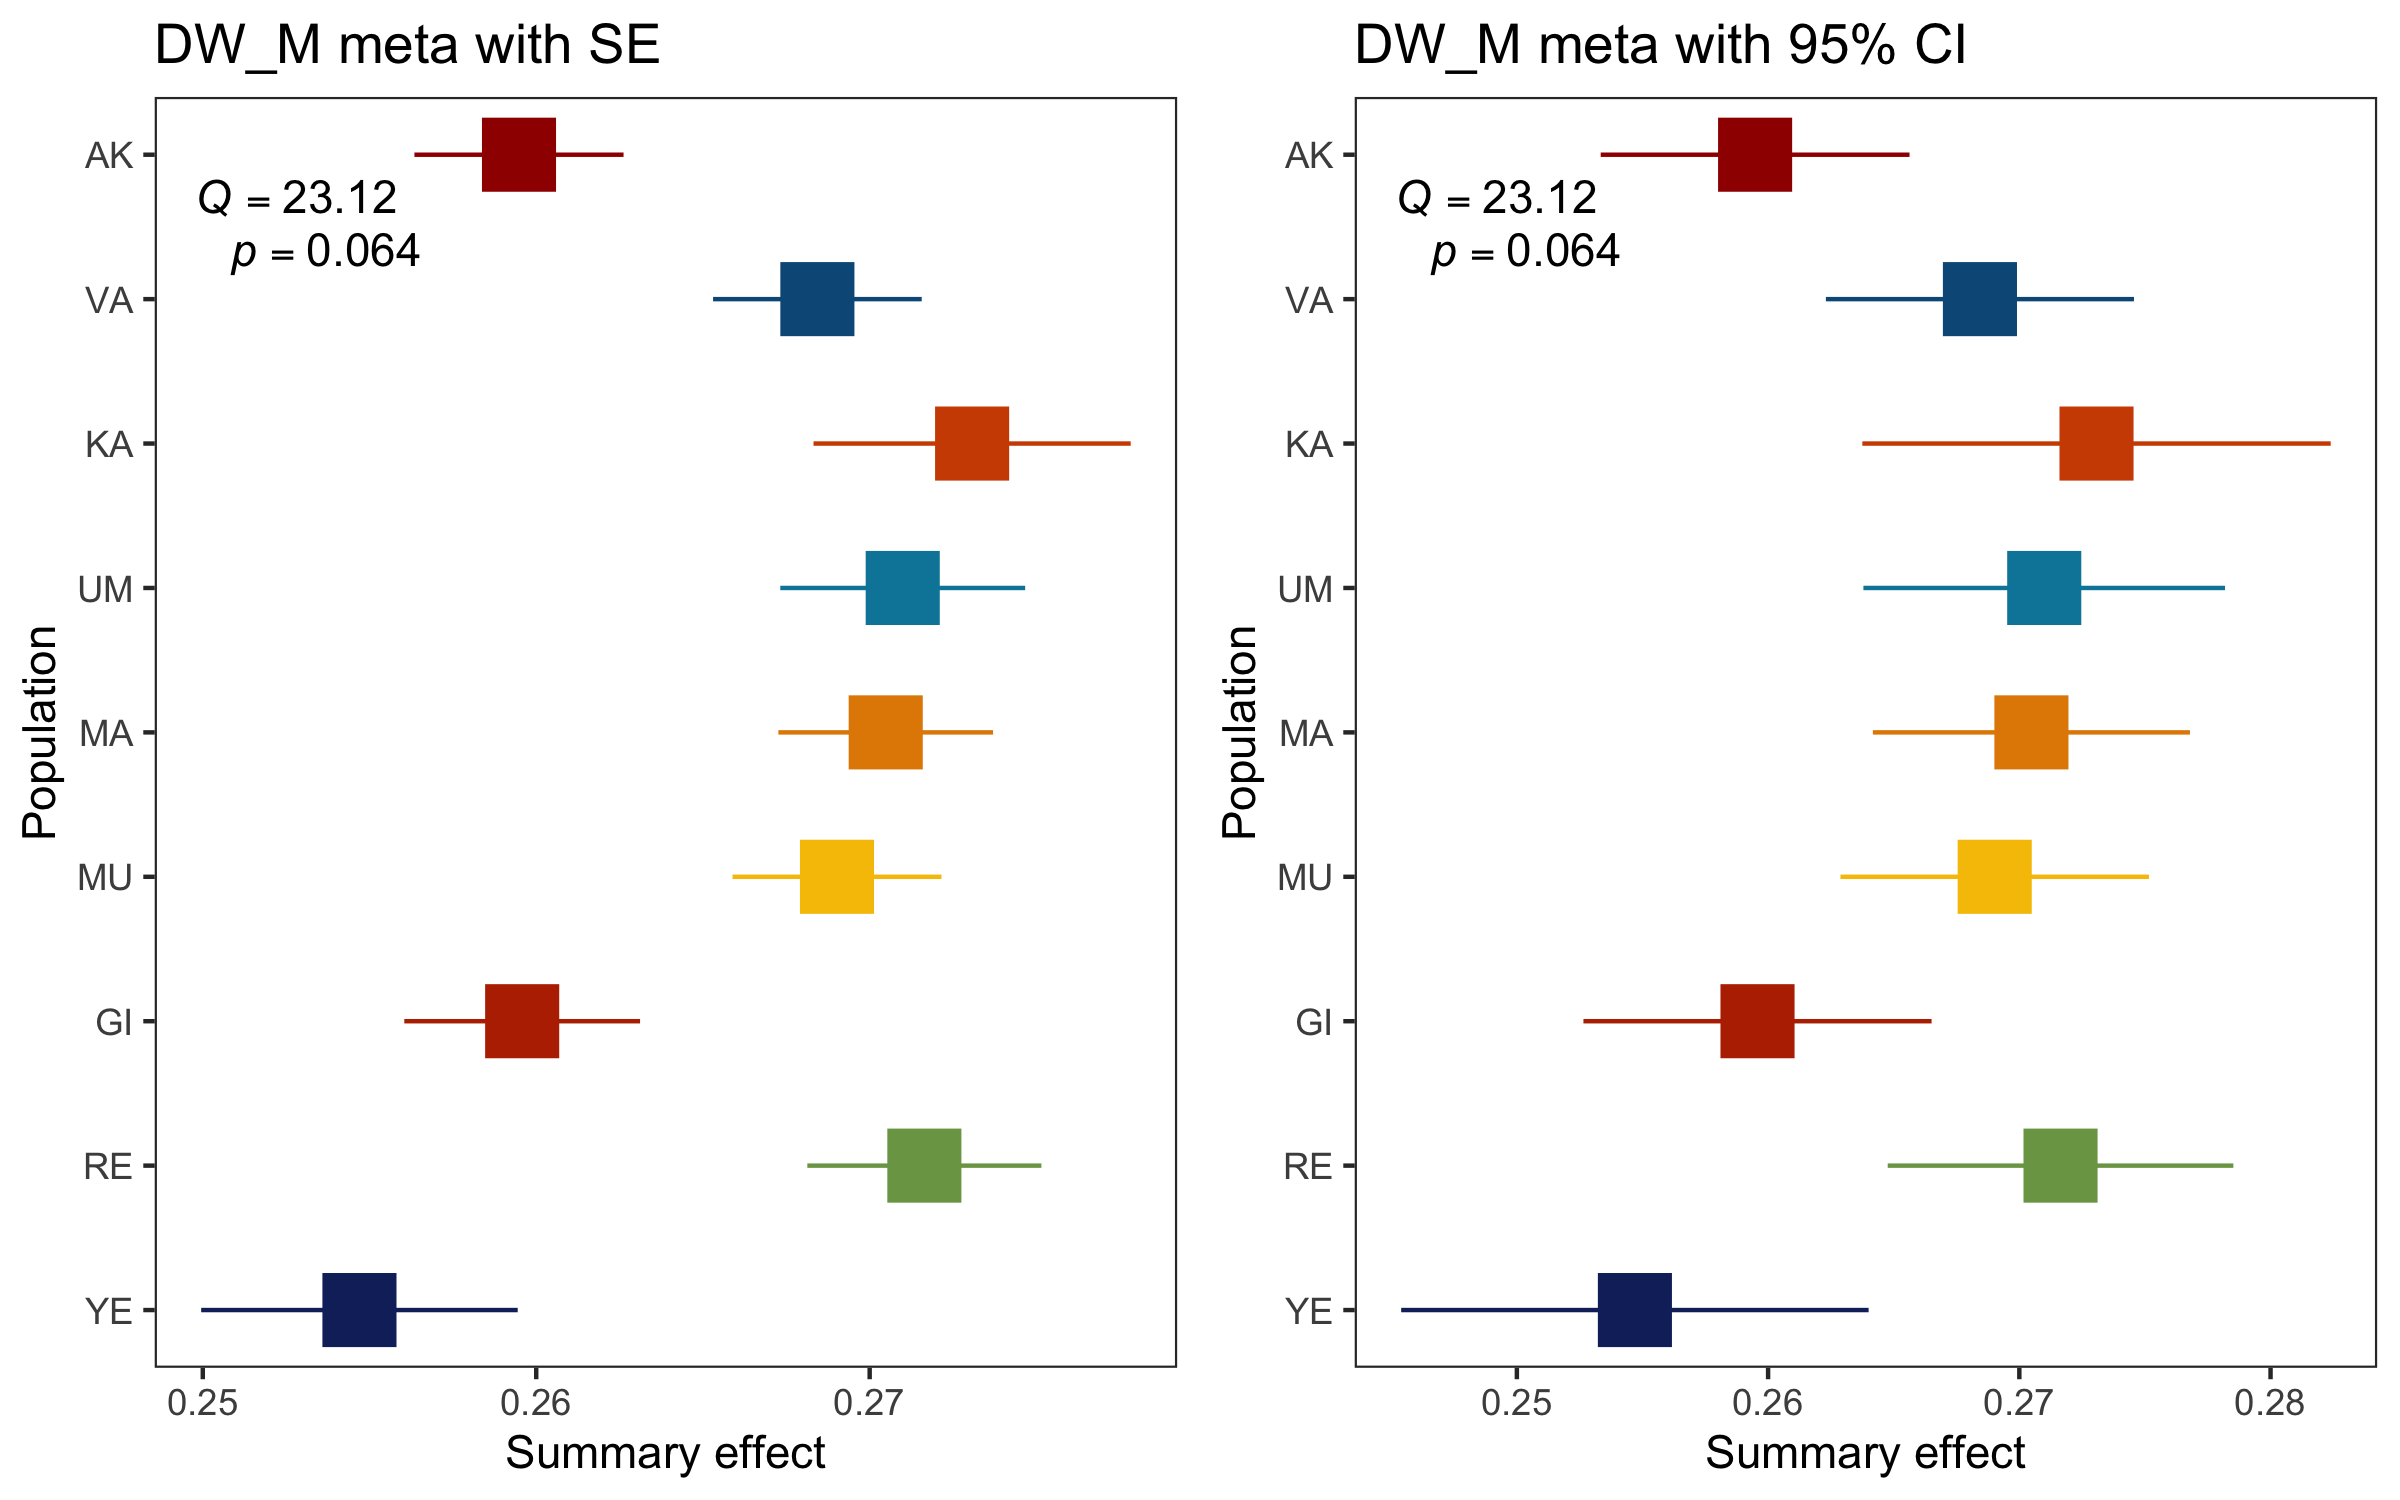 DW_M meta with SE
AK
Q = 23.12
p = 0.064
VA
KA
UM
MA
MU
GI
RE
YE
Population
0.25 0.26 0.27
Summary effect
DW_M meta with 95% CI
AK
Q = 23.12
p = 0.064
VA
KA
UM
MA
MU
GI
RE
YE
Population
0.25 0.26 0.27 0.28
Summary effect